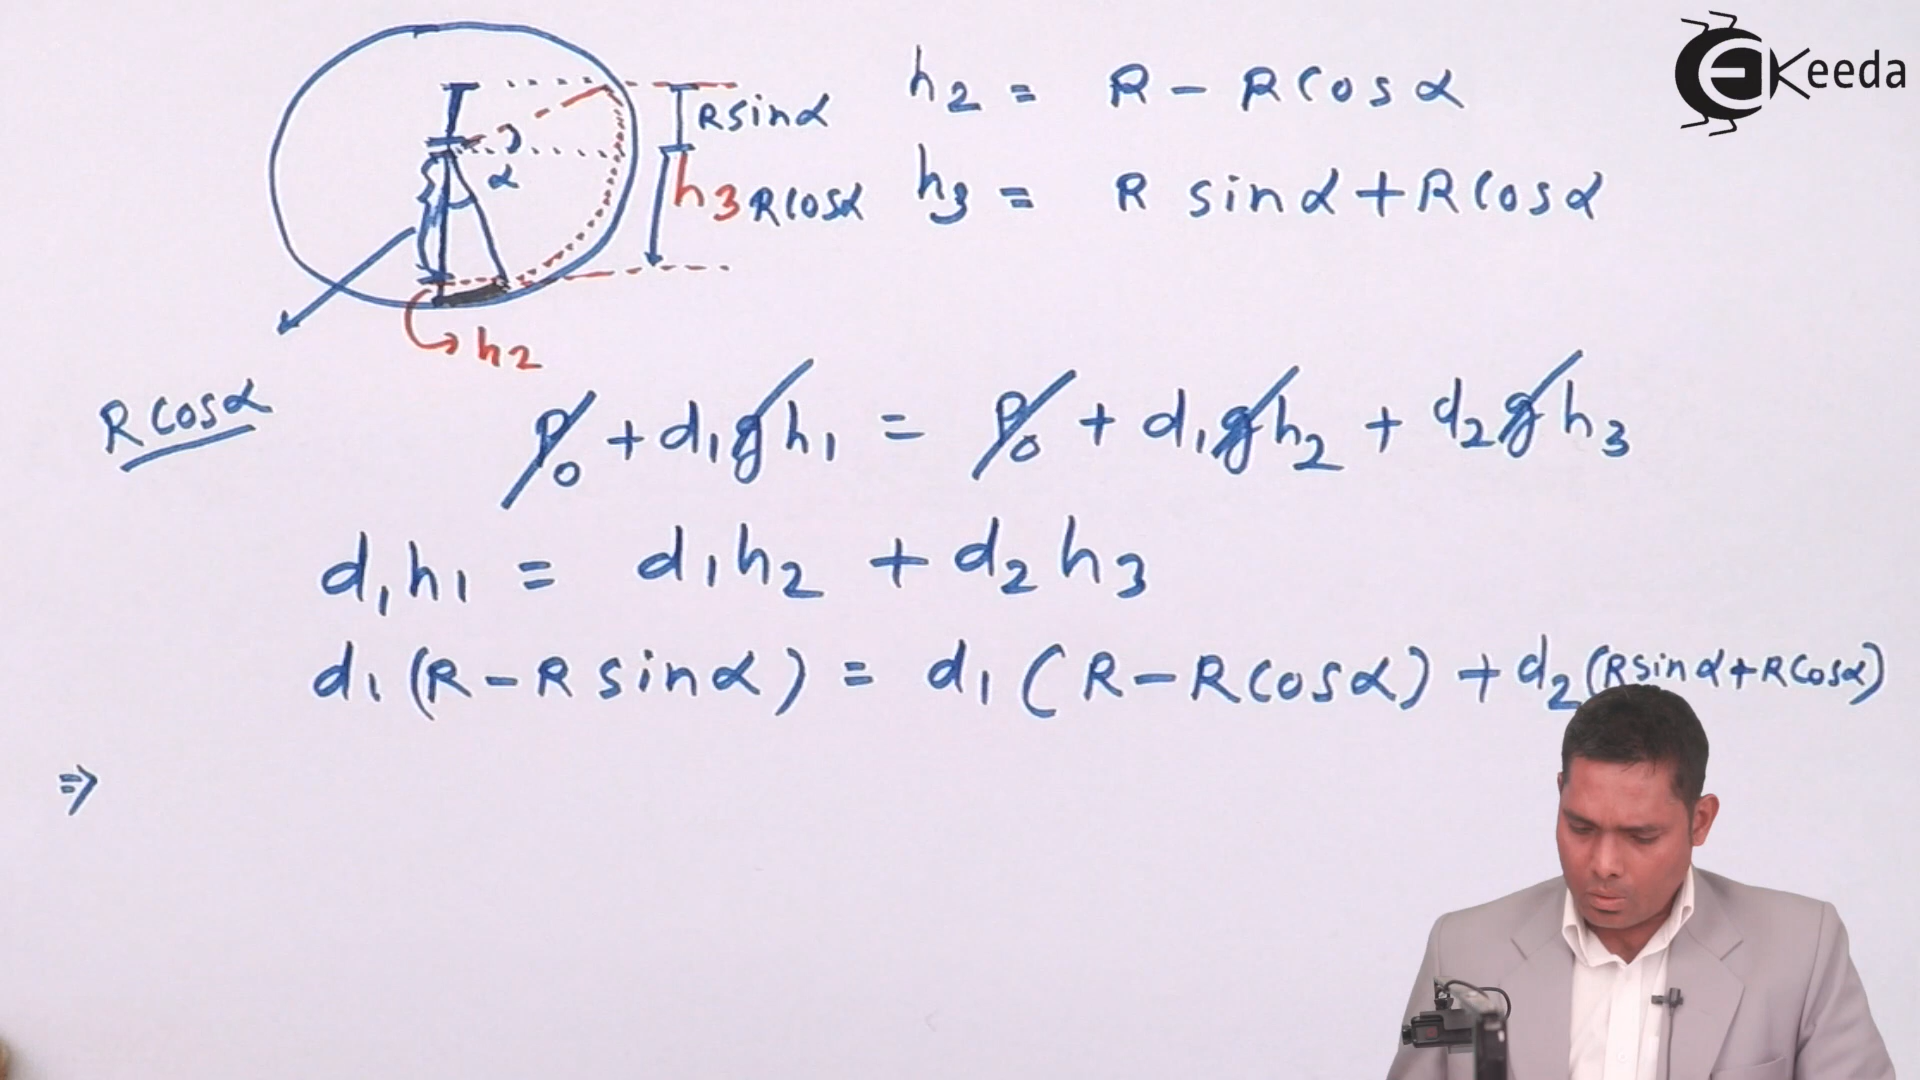 EKeeda
α
R sin α
h3 R cos α
h2
R cos α
h2 = R - R cos α
h3 = R sin α + R cos α
P0 + d1gh1 = P0 + d1gh2 + d2gh3
d1h1 = d1h2 + d2h3
d1(R - R sin α) = d1(R - R cos α) + d2(R sin α + R cos α)
⇒